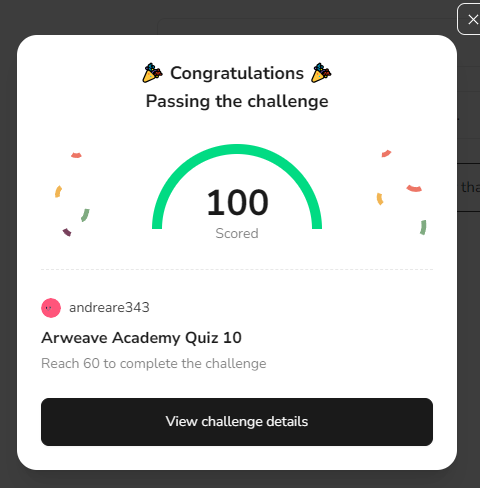 Congratulations
Passing the challenge
100
Scored
andreare343
Arweave Academy Quiz 10
Reach 60 to complete the challenge
View challenge details
tha